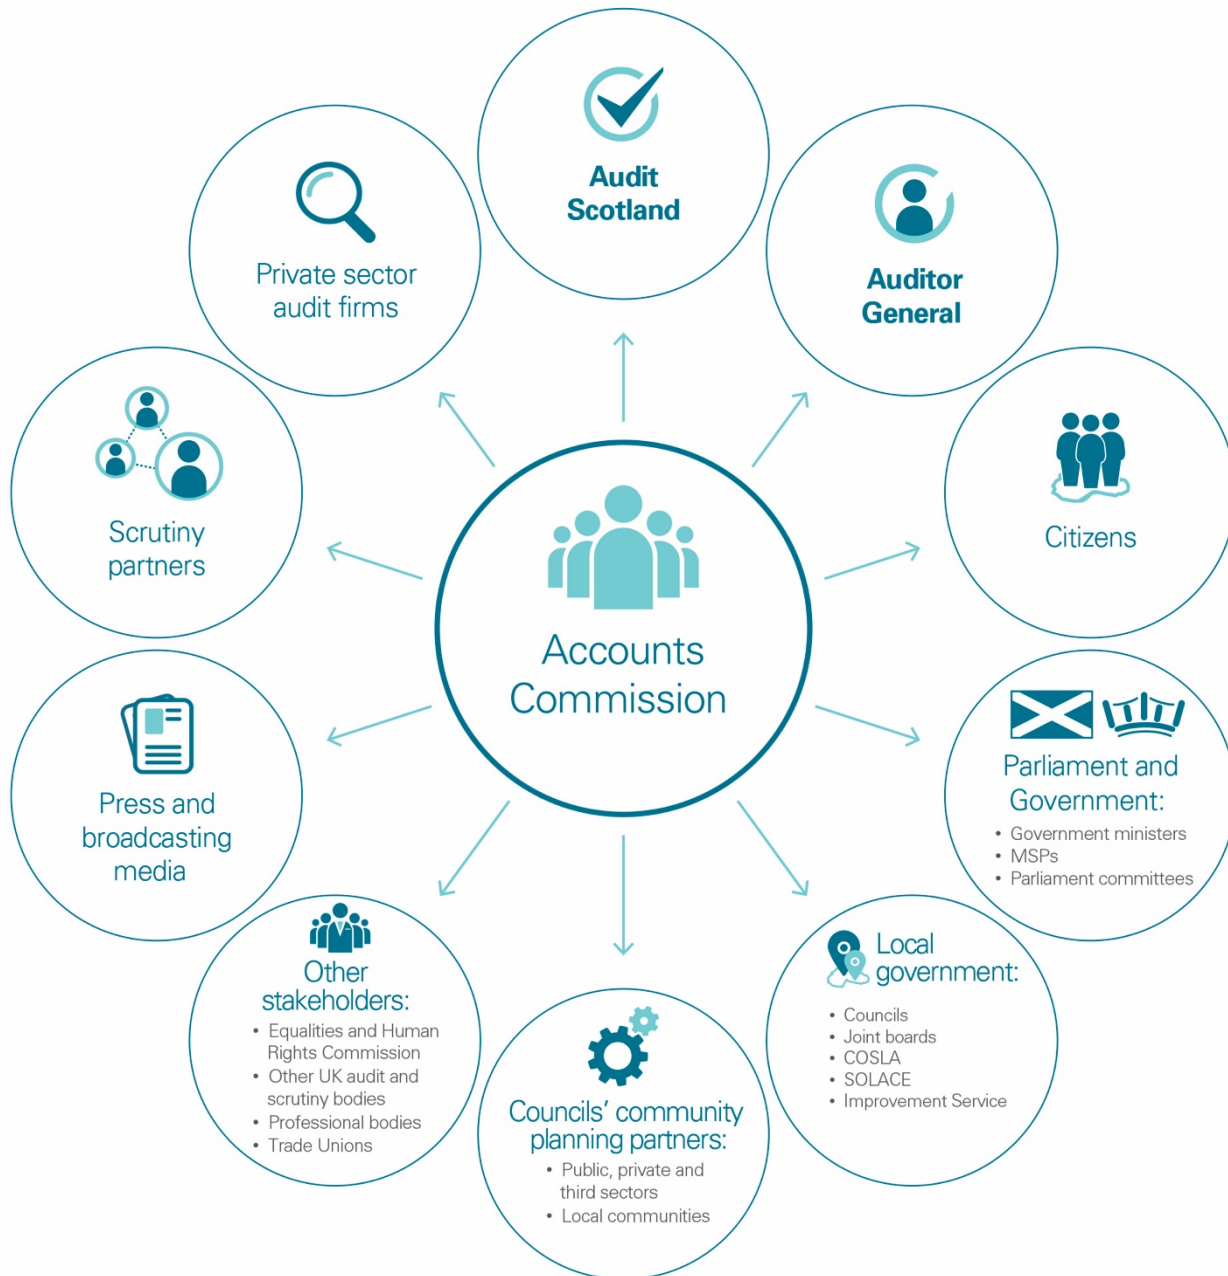 Audit
Scotland
Auditor
General
Citizens
Parliament and
Government:
• Government ministers
• MSPs
• Parliament committees
Local
government:
• Councils
• Joint boards
• COSLA
• SOLACE
• Improvement Service
Councils’ community
planning partners:
• Public, private and
third sectors
• Local communities
Other
stakeholders:
• Equalities and Human
Rights Commission
• Other UK audit and
scrutiny bodies
• Professional bodies
• Trade Unions
Press and
broadcasting
media
Scrutiny
partners
Private sector
audit firms
Accounts
Commission